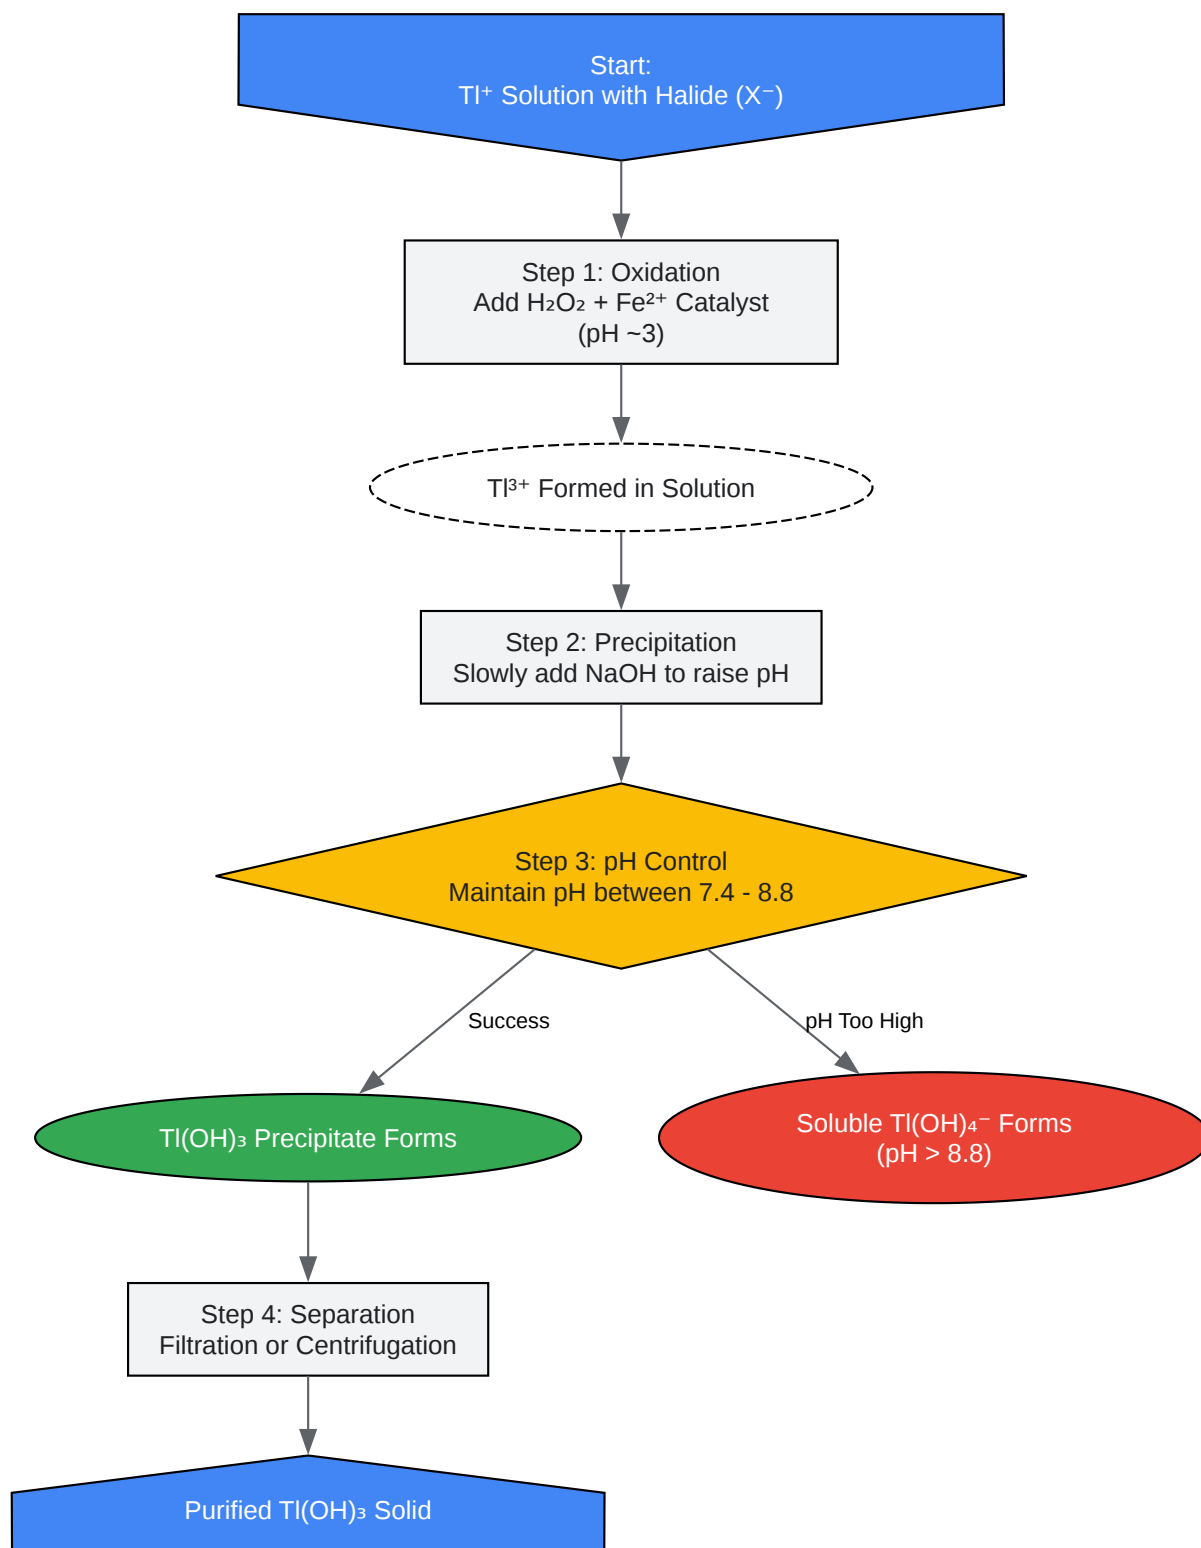 Start:
Tl⁺ Solution with Halide (X⁻)
Step 1: Oxidation
Add H₂O₂ + Fe²⁺ Catalyst
(pH ~3)
Tl³⁺ Formed in Solution
Step 2: Precipitation
Slowly add NaOH to raise pH
Step 3: pH Control
Maintain pH between 7.4 - 8.8
Success
pH Too High
Tl(OH)₃ Precipitate Forms
Soluble Tl(OH)₄⁻ Forms
(pH > 8.8)
Step 4: Separation
Filtration or Centrifugation
Purified Tl(OH)₃ Solid